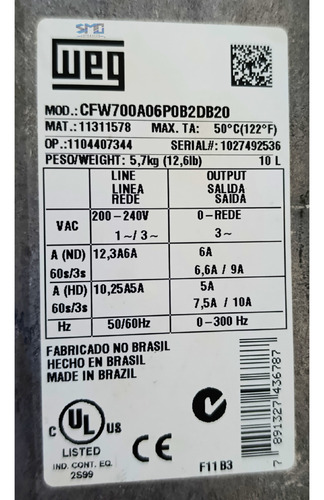 SMO
weg
MOD.: CFW700A06P0B2DB20
MAT.: 11311578 MAX. TA: 50°C(122°F)
OP.: 1104407344 SERIAL#: 1027492536
PESO/WEIGHT: 5,7kg (12,6lb) 10 L
LINE OUTPUT
LINEA SALIDA
REDE SAÍDA
VAC 200-240V 0-REDE
1~/3~ 3~
A (ND) 12,3A6A 6A
60s/3s 6,6A / 9A
A (HD) 10,25A5A 5A
60s/3s 7,5A / 10A
Hz 50/60Hz 0-300 Hz
FABRICADO NO BRASIL
HECHO EN BRASIL
MADE IN BRAZIL
C UL US
LISTED
IND. CONT. EQ.
2S99
CE
F11B3
7 891327 436787